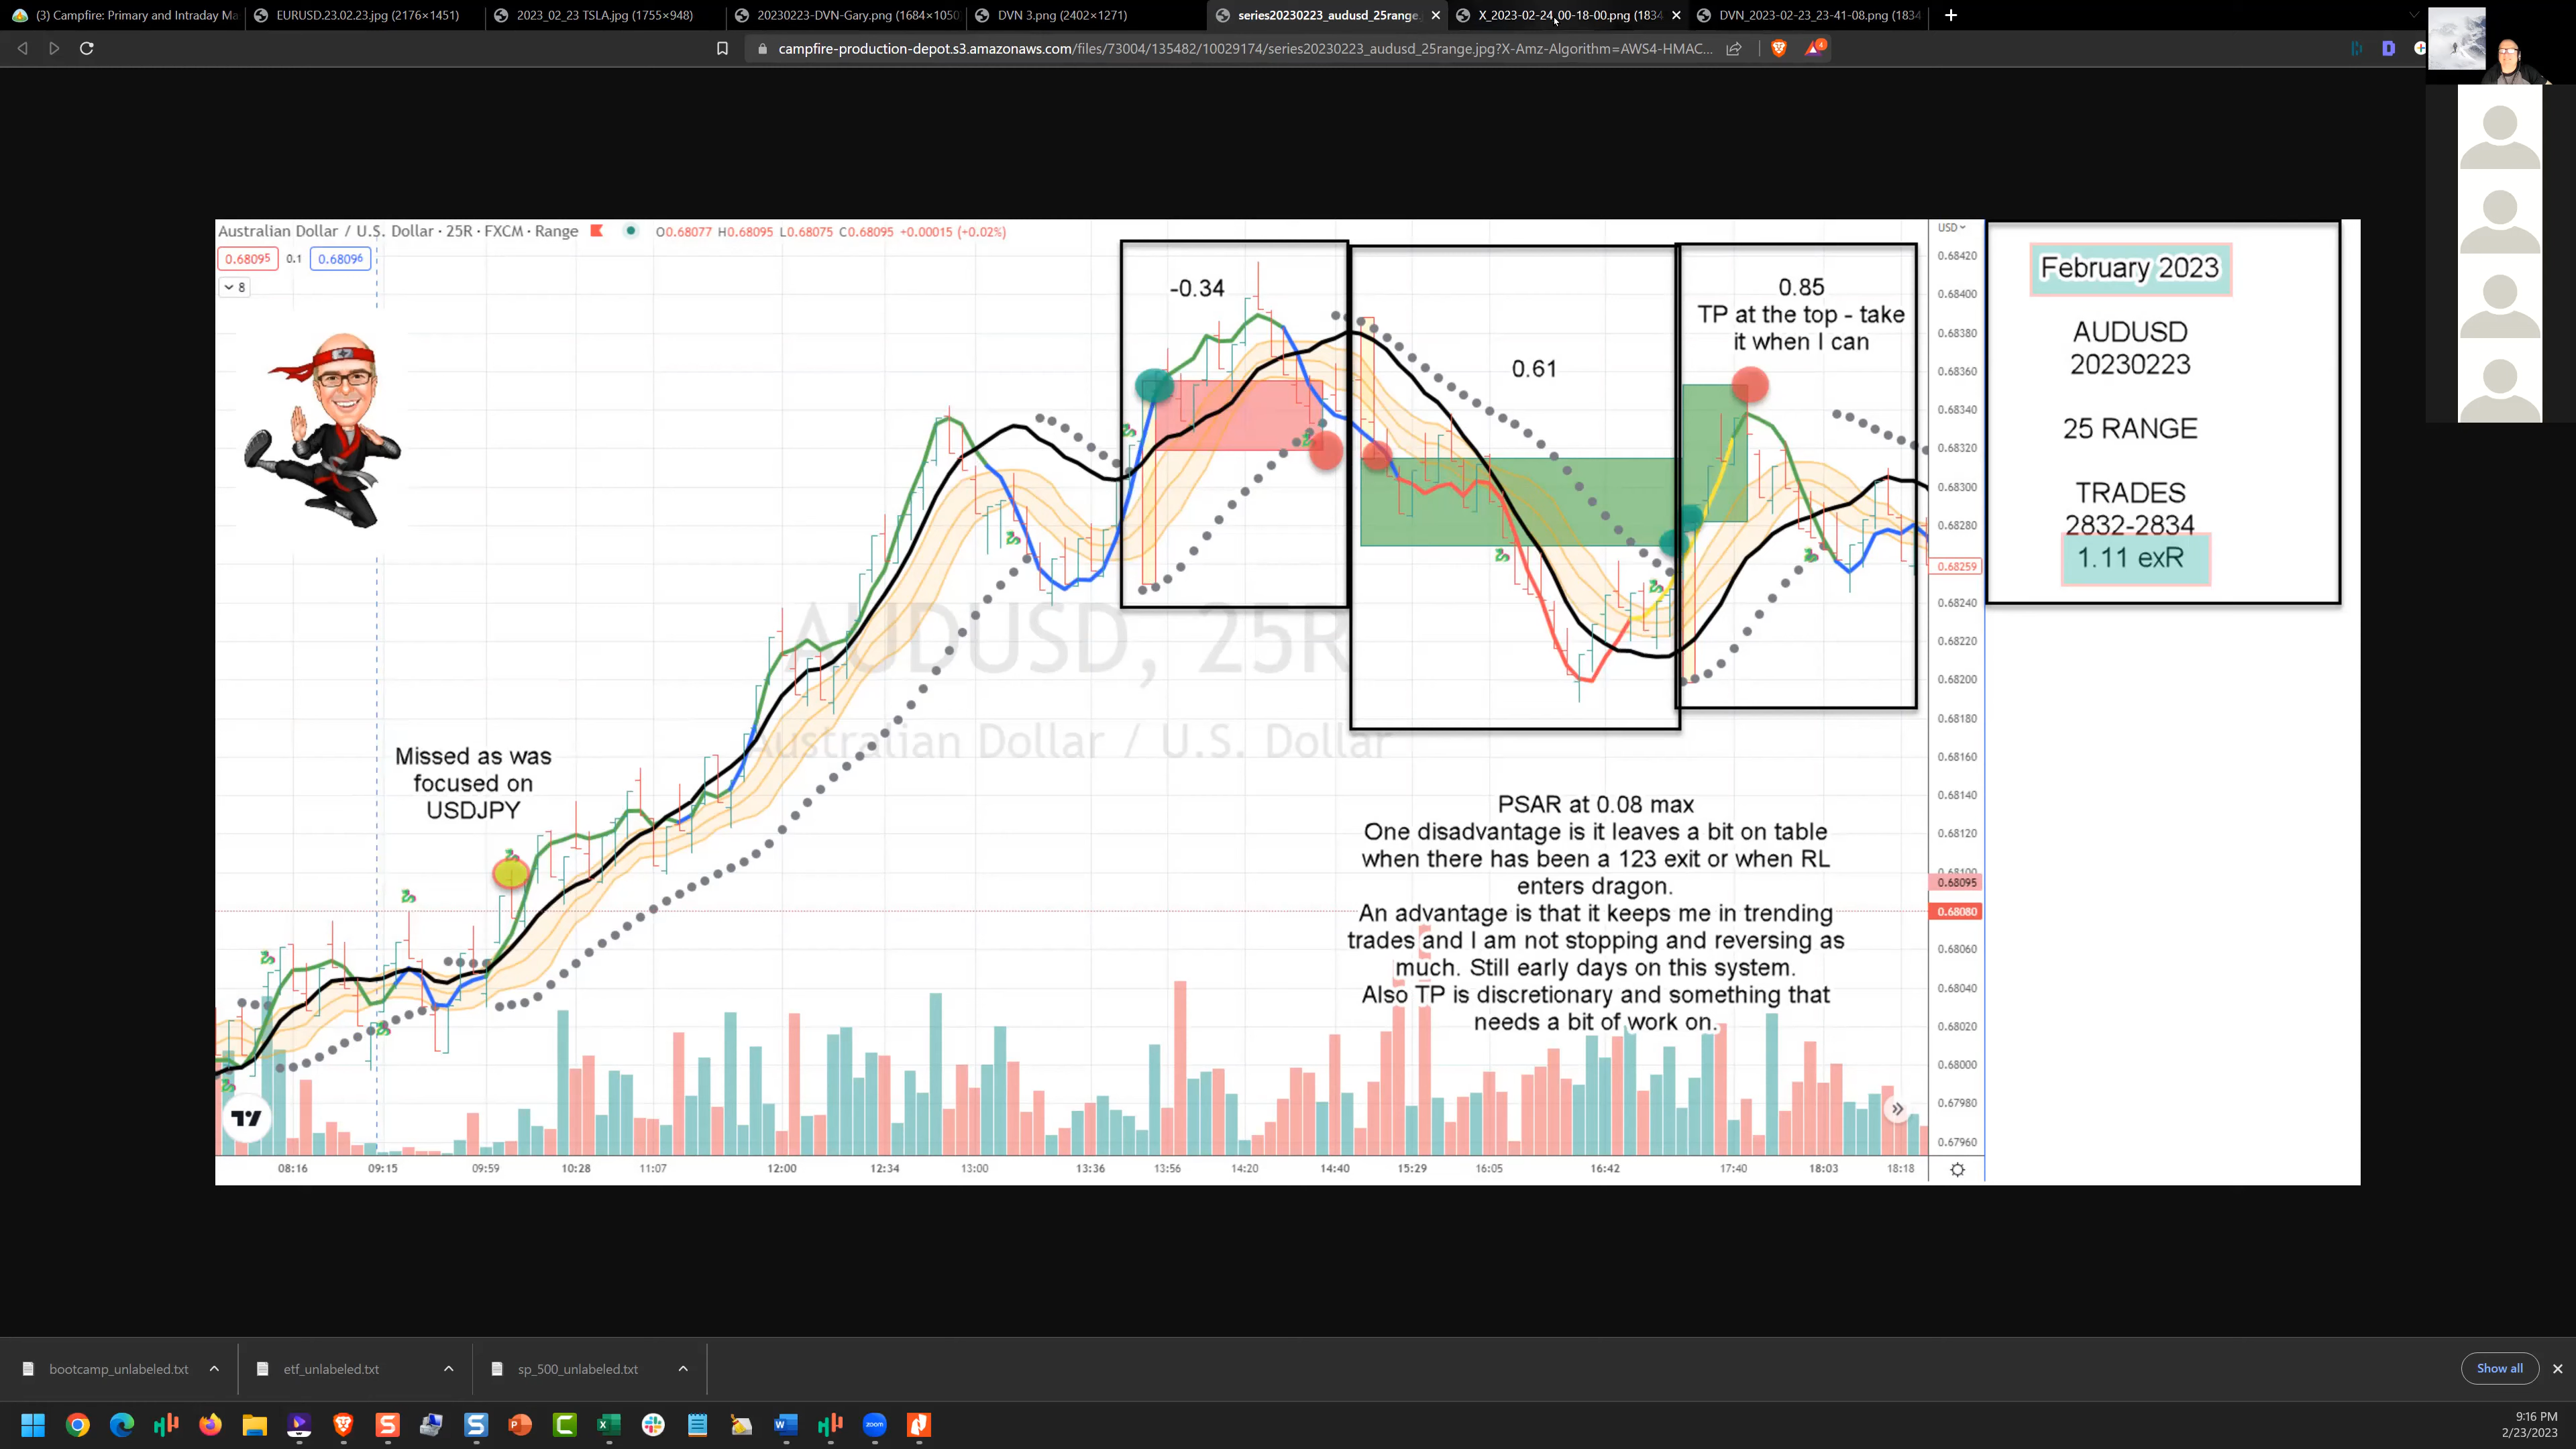 (3) Campfire: Primary and Intraday Ma
EURUSD.23.02.23.jpg (2176×1451)
2023_02_23 TSLA.jpg (1755×948)
20230223-DVN-Gary.png (1684×1050
DVN 3.png (2402×1271)
series20230223_audusd_25range.
X_2023-02-24_00-18-00.png (1834
DVN_2023-02-23_23-41-08.png (1834
campfire-production-depot.s3.amazonaws.com/files/73004/135482/10029174/series20230223_audusd_25range.jpg?X-Amz-Algorithm=AWS4-HMAC...
4
D
Australian Dollar / U.S. Dollar · 25R · FXCM · Range
O0.68077 H0.68095 L0.68075 C0.68095 +0.00015 (+0.02%)
0.68095 0.1 0.68096
8
-0.34
0.61
0.85
TP at the top - take
it when I can
Missed as was
focused on
USDJPY
AUDUSD, 25R
Australian Dollar / U.S. Dollar
PSAR at 0.08 max
One disadvantage is it leaves a bit on table
when there has been a 123 exit or when RL
enters dragon.
An advantage is that it keeps me in trending
trades and I am not stopping and reversing as
much. Still early days on this system.
Also TP is discretionary and something that
needs a bit of work on.
USD
0.68420
0.68400
0.68380
0.68360
0.68340
0.68320
0.68300
0.68280
0.68259
0.68240
0.68220
0.68200
0.68180
0.68160
0.68140
0.68120
0.68100
0.68095
0.68080
0.68060
0.68040
0.68020
0.68000
0.67980
0.67960
08:16 09:15 09:59 10:28 11:07 12:00 12:34 13:00 13:36 13:56 14:20 14:40 15:29 16:05 16:42 17:40 18:03 18:18
February 2023
AUDUSD
20230223
25 RANGE
TRADES
2832-2834
1.11 exR
bootcamp_unlabeled.txt
etf_unlabeled.txt
sp_500_unlabeled.txt
Show all
zoom
9:16 PM
2/23/2023